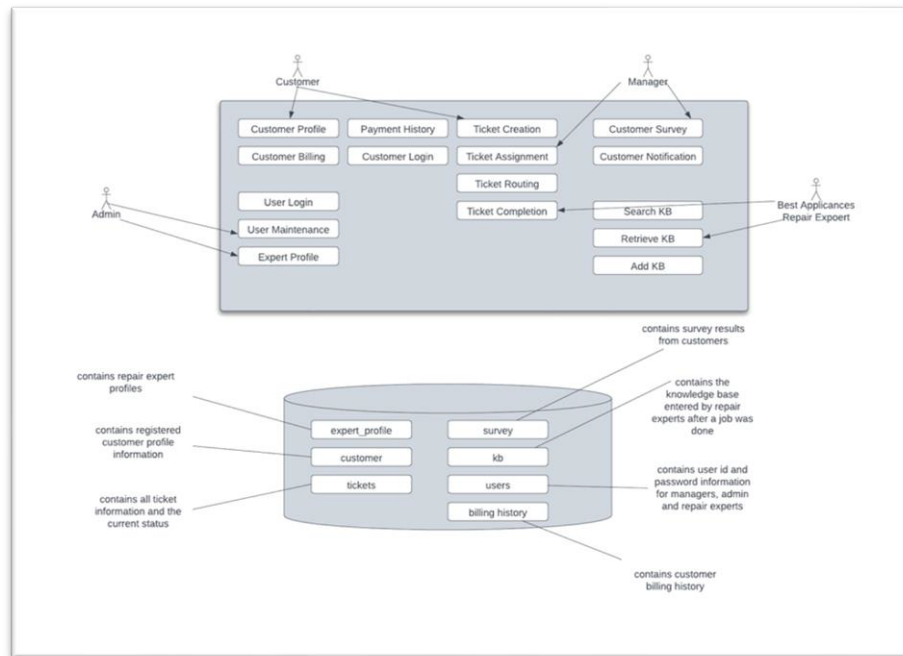 Customer
Manager
Customer Profile
Payment History
Ticket Creation
Customer Survey
Customer Billing
Customer Login
Ticket Assignment
Customer Notification
Ticket Routing
Admin
User Login
Ticket Completion
Search KB
Best Applicances
Repair Expoert
User Maintenance
Retrieve KB
Expert Profile
Add KB
contains survey results
from customers
contains repair expert
profiles
contains the
knowledge base
entered by repair
experts after a job was
done
expert_profile
survey
contains registered
customer profile
information
customer
kb
contains all ticket
information and the
current status
tickets
users
contains user id and
password information
for managers, admin
and repair experts
billing history
contains customer
billing history